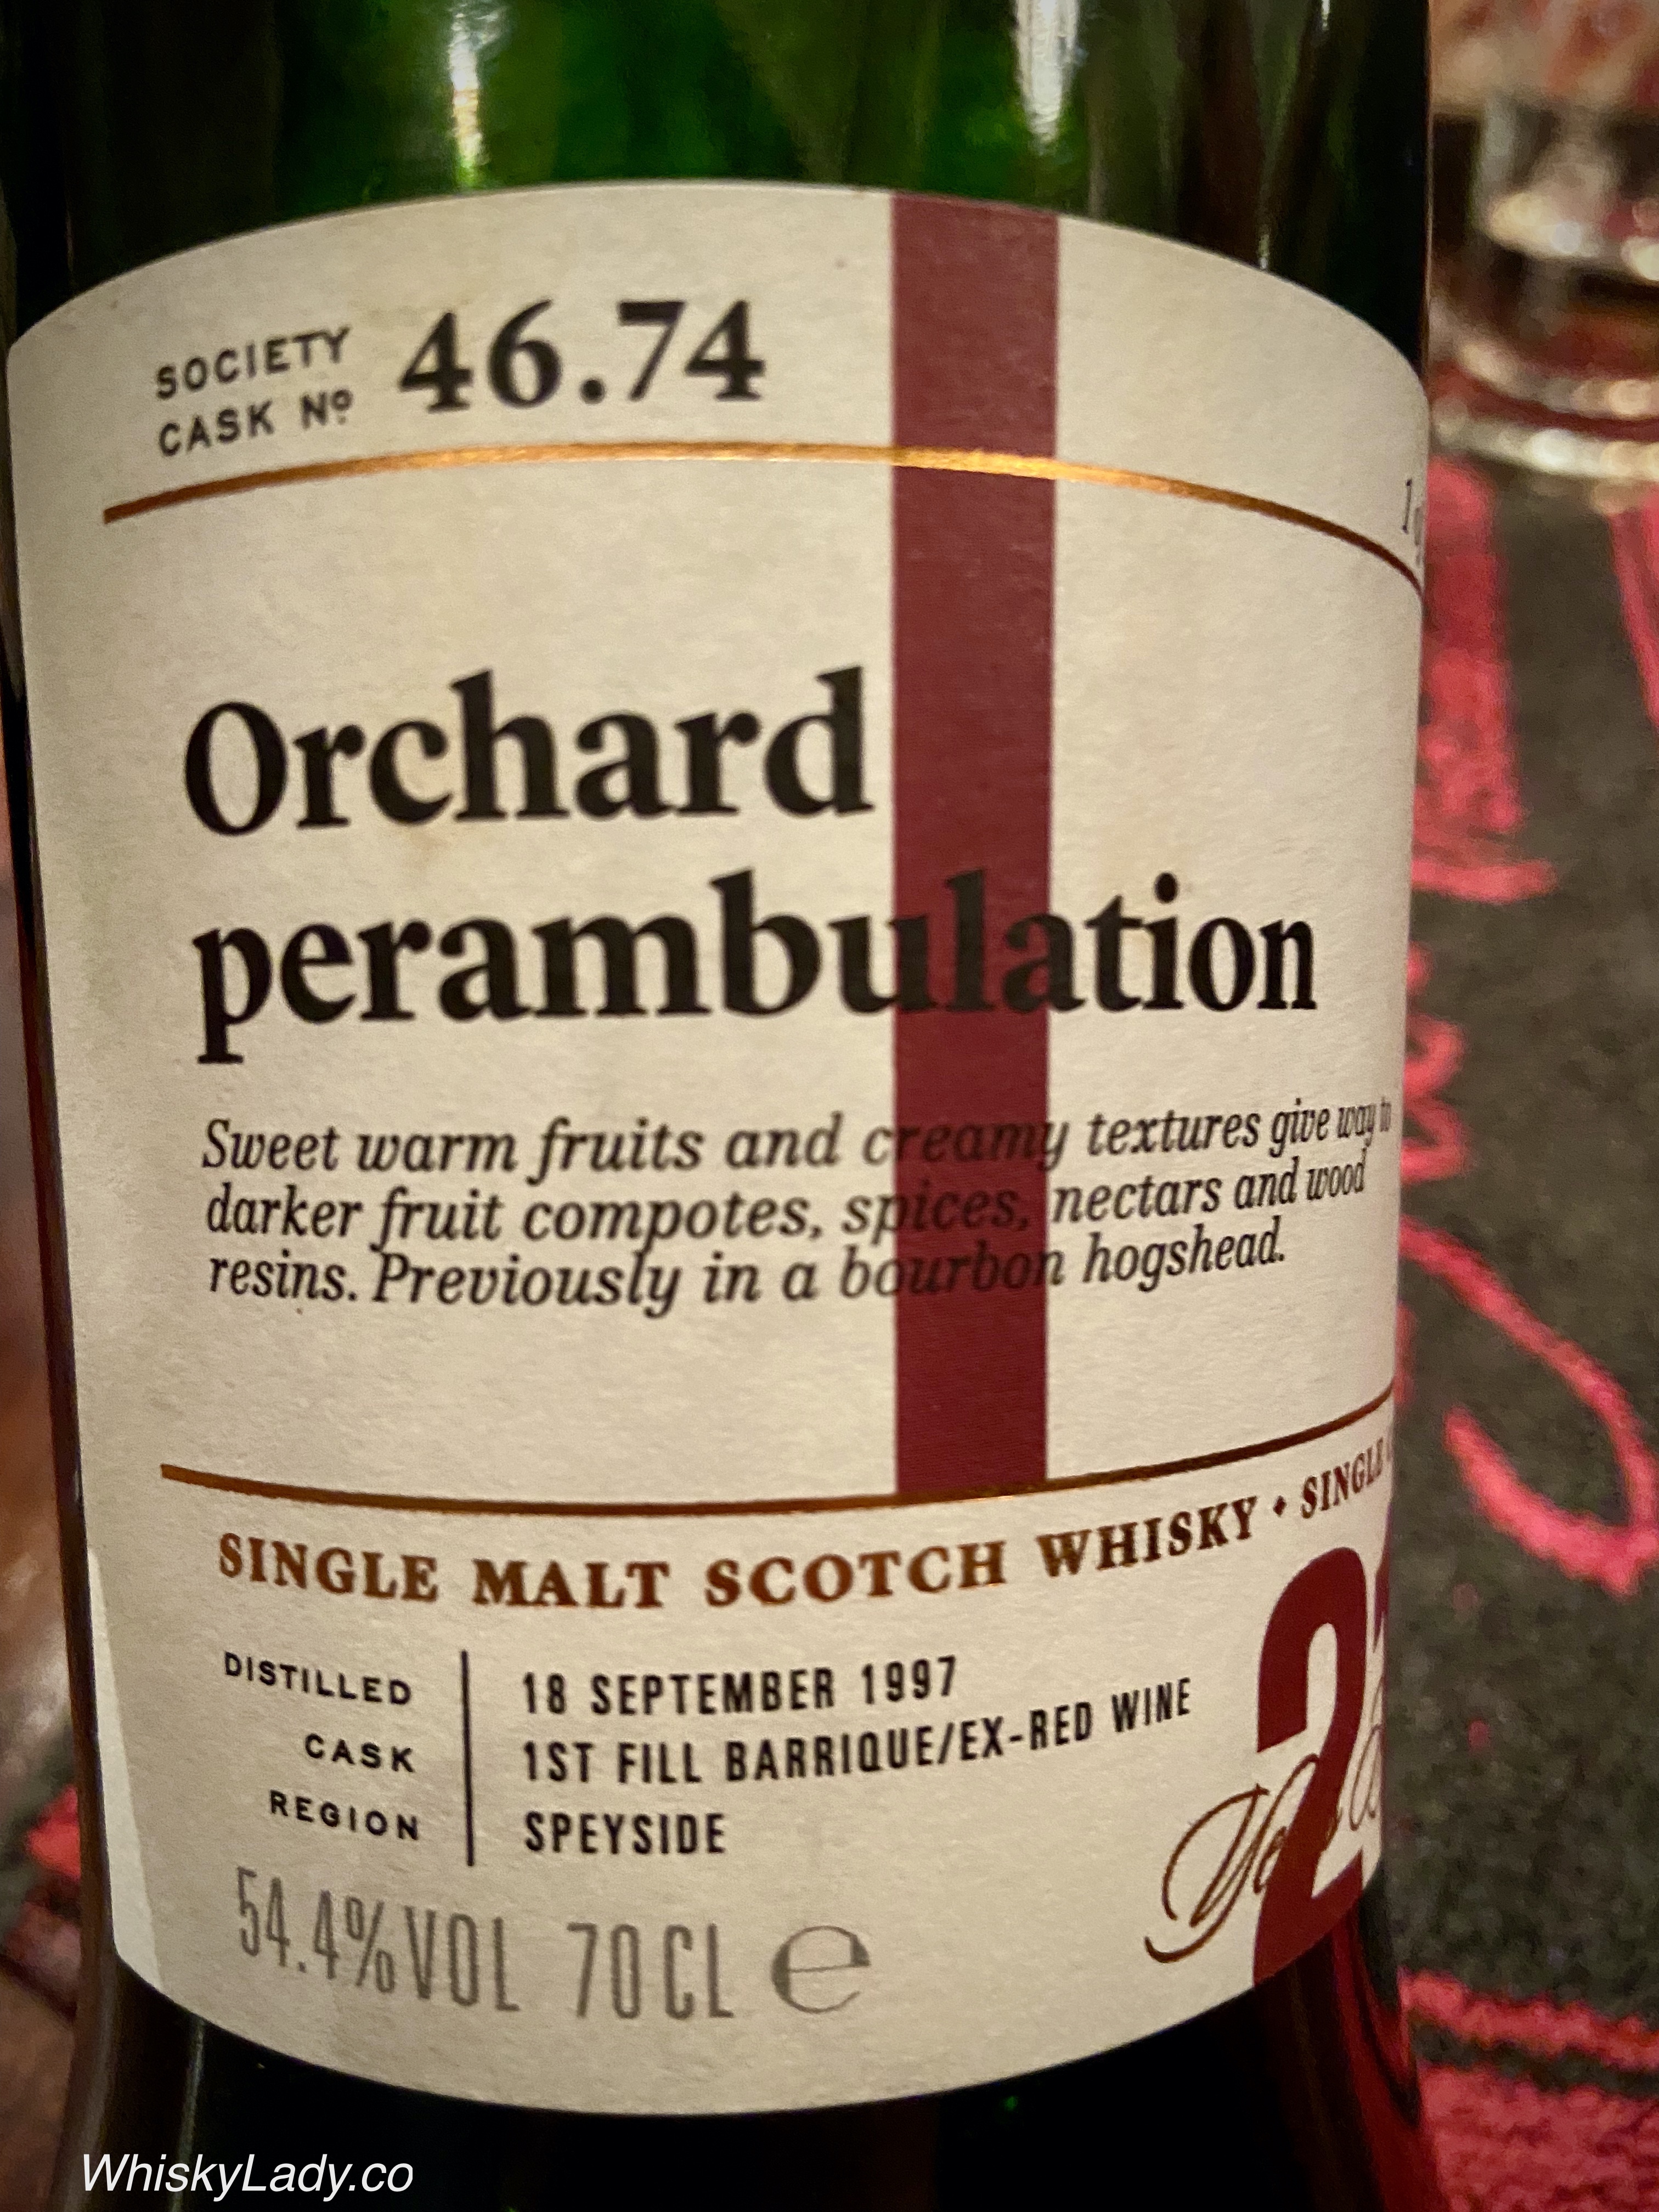 SOCIETY
CASK Nº 46.74
Orchard
perambulation
Sweet warm fruits and creamy textures give way to
darker fruit compotes, spices, nectars and wood
resins. Previously in a bourbon hogshead.
SINGLE MALT SCOTCH WHISKY • SINGLE
DISTILLED 18 SEPTEMBER 1997
CASK 1ST FILL BARRIQUE/EX-RED WINE
REGION SPEYSIDE
54.4%VOL 70CL e
WhiskyLady.co